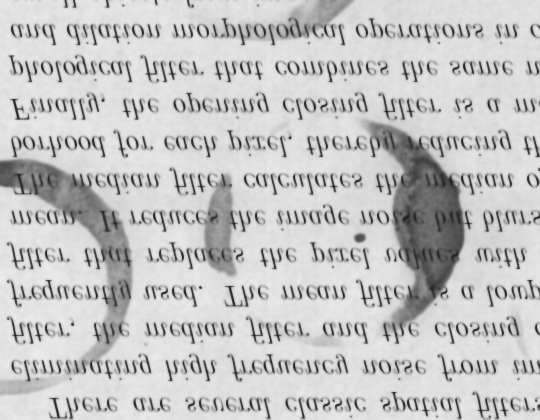 There are several classic spatial filters
eliminating high frequency noise from im
filter, the median filter and the closing
frequently used. The mean filter is a lowp
filter that replaces the pixel values with
mean. It reduces the image noise but blurs
The median filter calculates the median o
borhood for each pixel, thereby reducing th
Finally, the opening closing filter is a m
phological filter that combines the same n
and dilation morphological operations in o